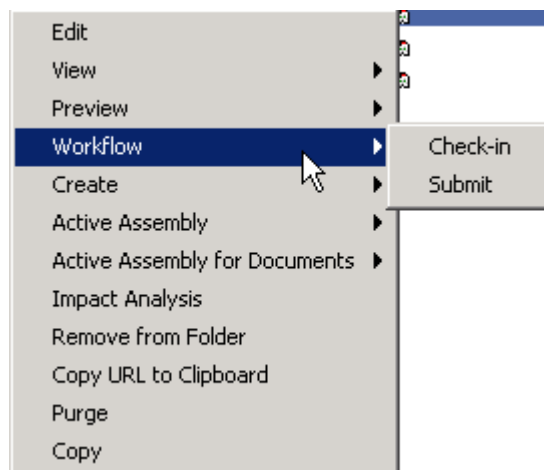 Edit
View
Preview
Workflow
Check-in
Create
Submit
Active Assembly
Active Assembly for Documents
Impact Analysis
Remove from Folder
Copy URL to Clipboard
Purge
Copy